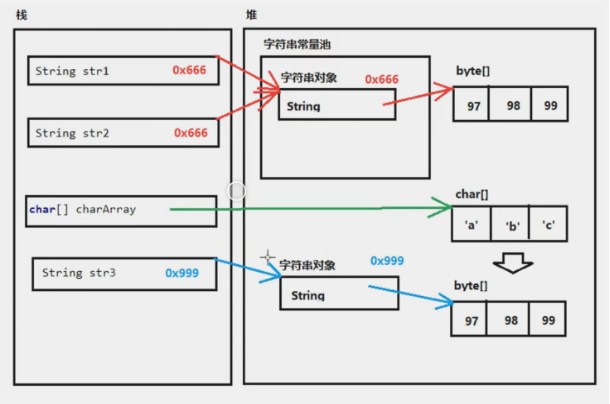 栈
堆
字符串常量池
String str1 0x666
字符串对象 0x666
byte[]
String
97 98 99
String str2 0x666
char[] charArray
char[]
'a' 'b' 'c'
String str3 0x999
字符串对象 0x999
byte[]
String
97 98 99